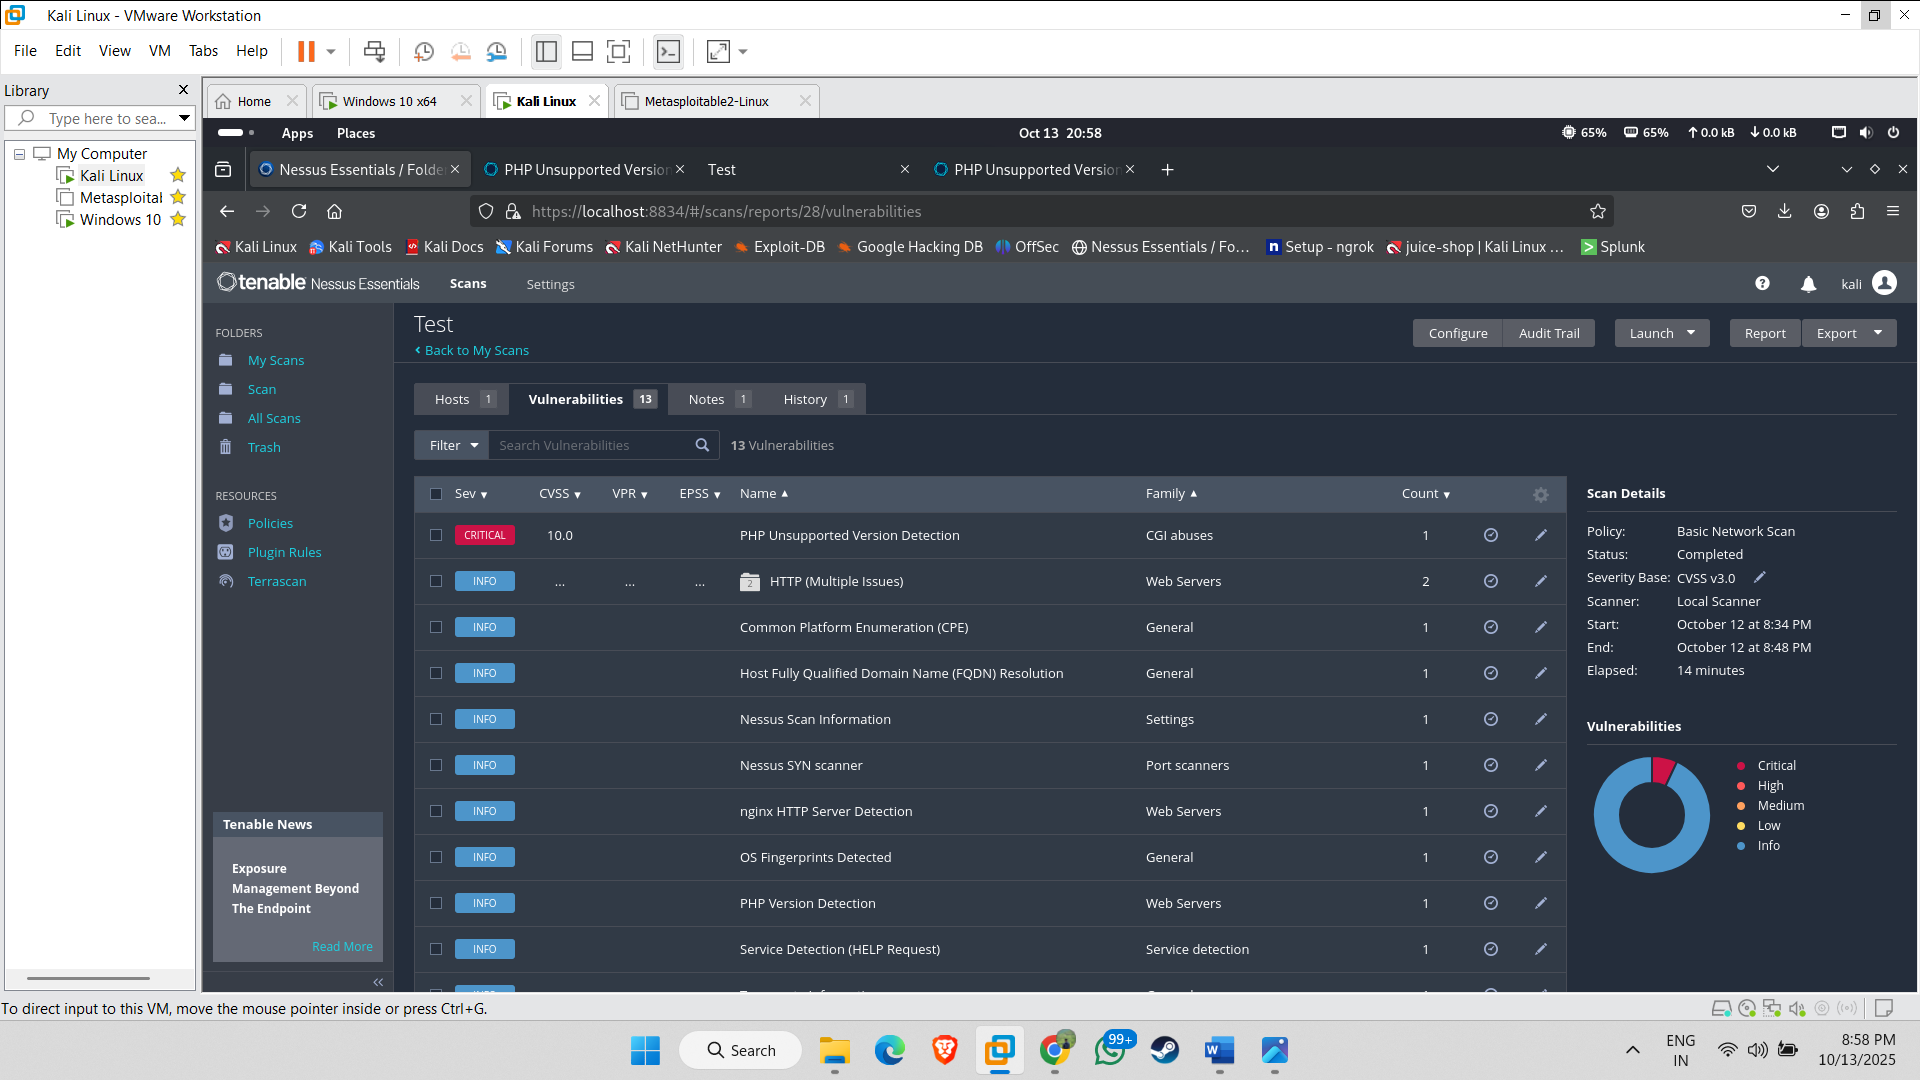 Kali Linux - VMware Workstation
File Edit View VM Tabs Help
Library
Type here to sea...
My Computer
Kali Linux
Metasploital
Windows 10
Home
Windows 10 x64
Kali Linux
Metasploitable2-Linux
Apps Places
Oct 13 20:58
65% 65% 0.0 kB 0.0 kB
Nessus Essentials / Folde
PHP Unsupported Version
Test
PHP Unsupported Version
https://localhost:8834/#/scans/reports/28/vulnerabilities
Kali Linux Kali Tools Kali Docs Kali Forums Kali NetHunter Exploit-DB Google Hacking DB OffSec Nessus Essentials / Fo... Setup - ngrok juice-shop | Kali Linux ... Splunk
tenable Nessus Essentials Scans Settings kali
FOLDERS
My Scans
Scan
All Scans
Trash
RESOURCES
Policies
Plugin Rules
Terrascan
Tenable News
Exposure
Management Beyond
The Endpoint
Read More
Test
Back to My Scans
Configure Audit Trail Launch Report Export
Hosts 1 Vulnerabilities 13 Notes 1 History 1
Filter Search Vulnerabilities 13 Vulnerabilities
Sev CVSS VPR EPSS Name Family Count
CRITICAL 10.0 PHP Unsupported Version Detection CGI abuses 1
INFO ... ... ... 2 HTTP (Multiple Issues) Web Servers 2
INFO Common Platform Enumeration (CPE) General 1
INFO Host Fully Qualified Domain Name (FQDN) Resolution General 1
INFO Nessus Scan Information Settings 1
INFO Nessus SYN scanner Port scanners 1
INFO nginx HTTP Server Detection Web Servers 1
INFO OS Fingerprints Detected General 1
INFO PHP Version Detection Web Servers 1
INFO Service Detection (HELP Request) Service detection 1
Scan Details
Policy: Basic Network Scan
Status: Completed
Severity Base: CVSS v3.0
Scanner: Local Scanner
Start: October 12 at 8:34 PM
End: October 12 at 8:48 PM
Elapsed: 14 minutes
Vulnerabilities
Critical
High
Medium
Low
Info
To direct input to this VM, move the mouse pointer inside or press Ctrl+G.
Search
99+
ENG
IN
8:58 PM
10/13/2025